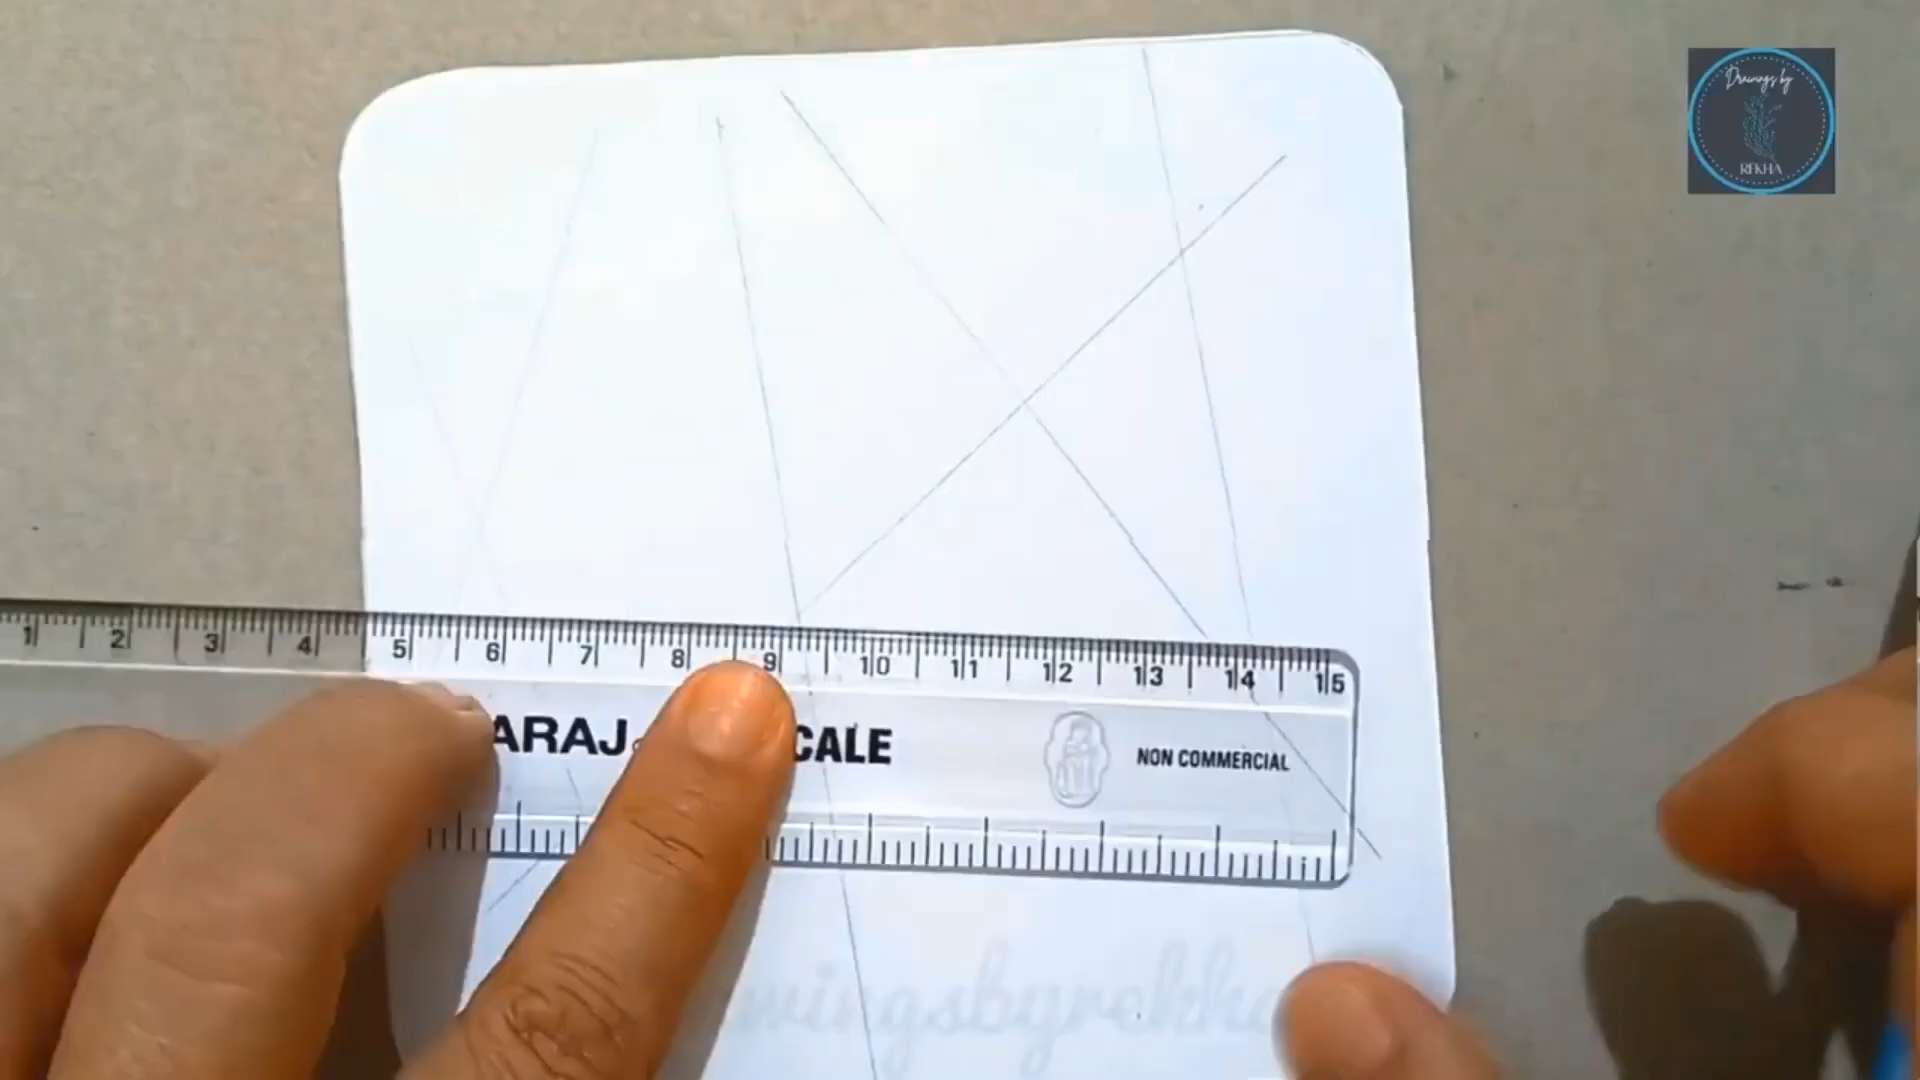 Drawings by
REKHA
1 2 3 4 5 6 7 8 9 10 11 12 13 14 15
ARAJ CALE NON COMMERCIAL
wingsbyrekha